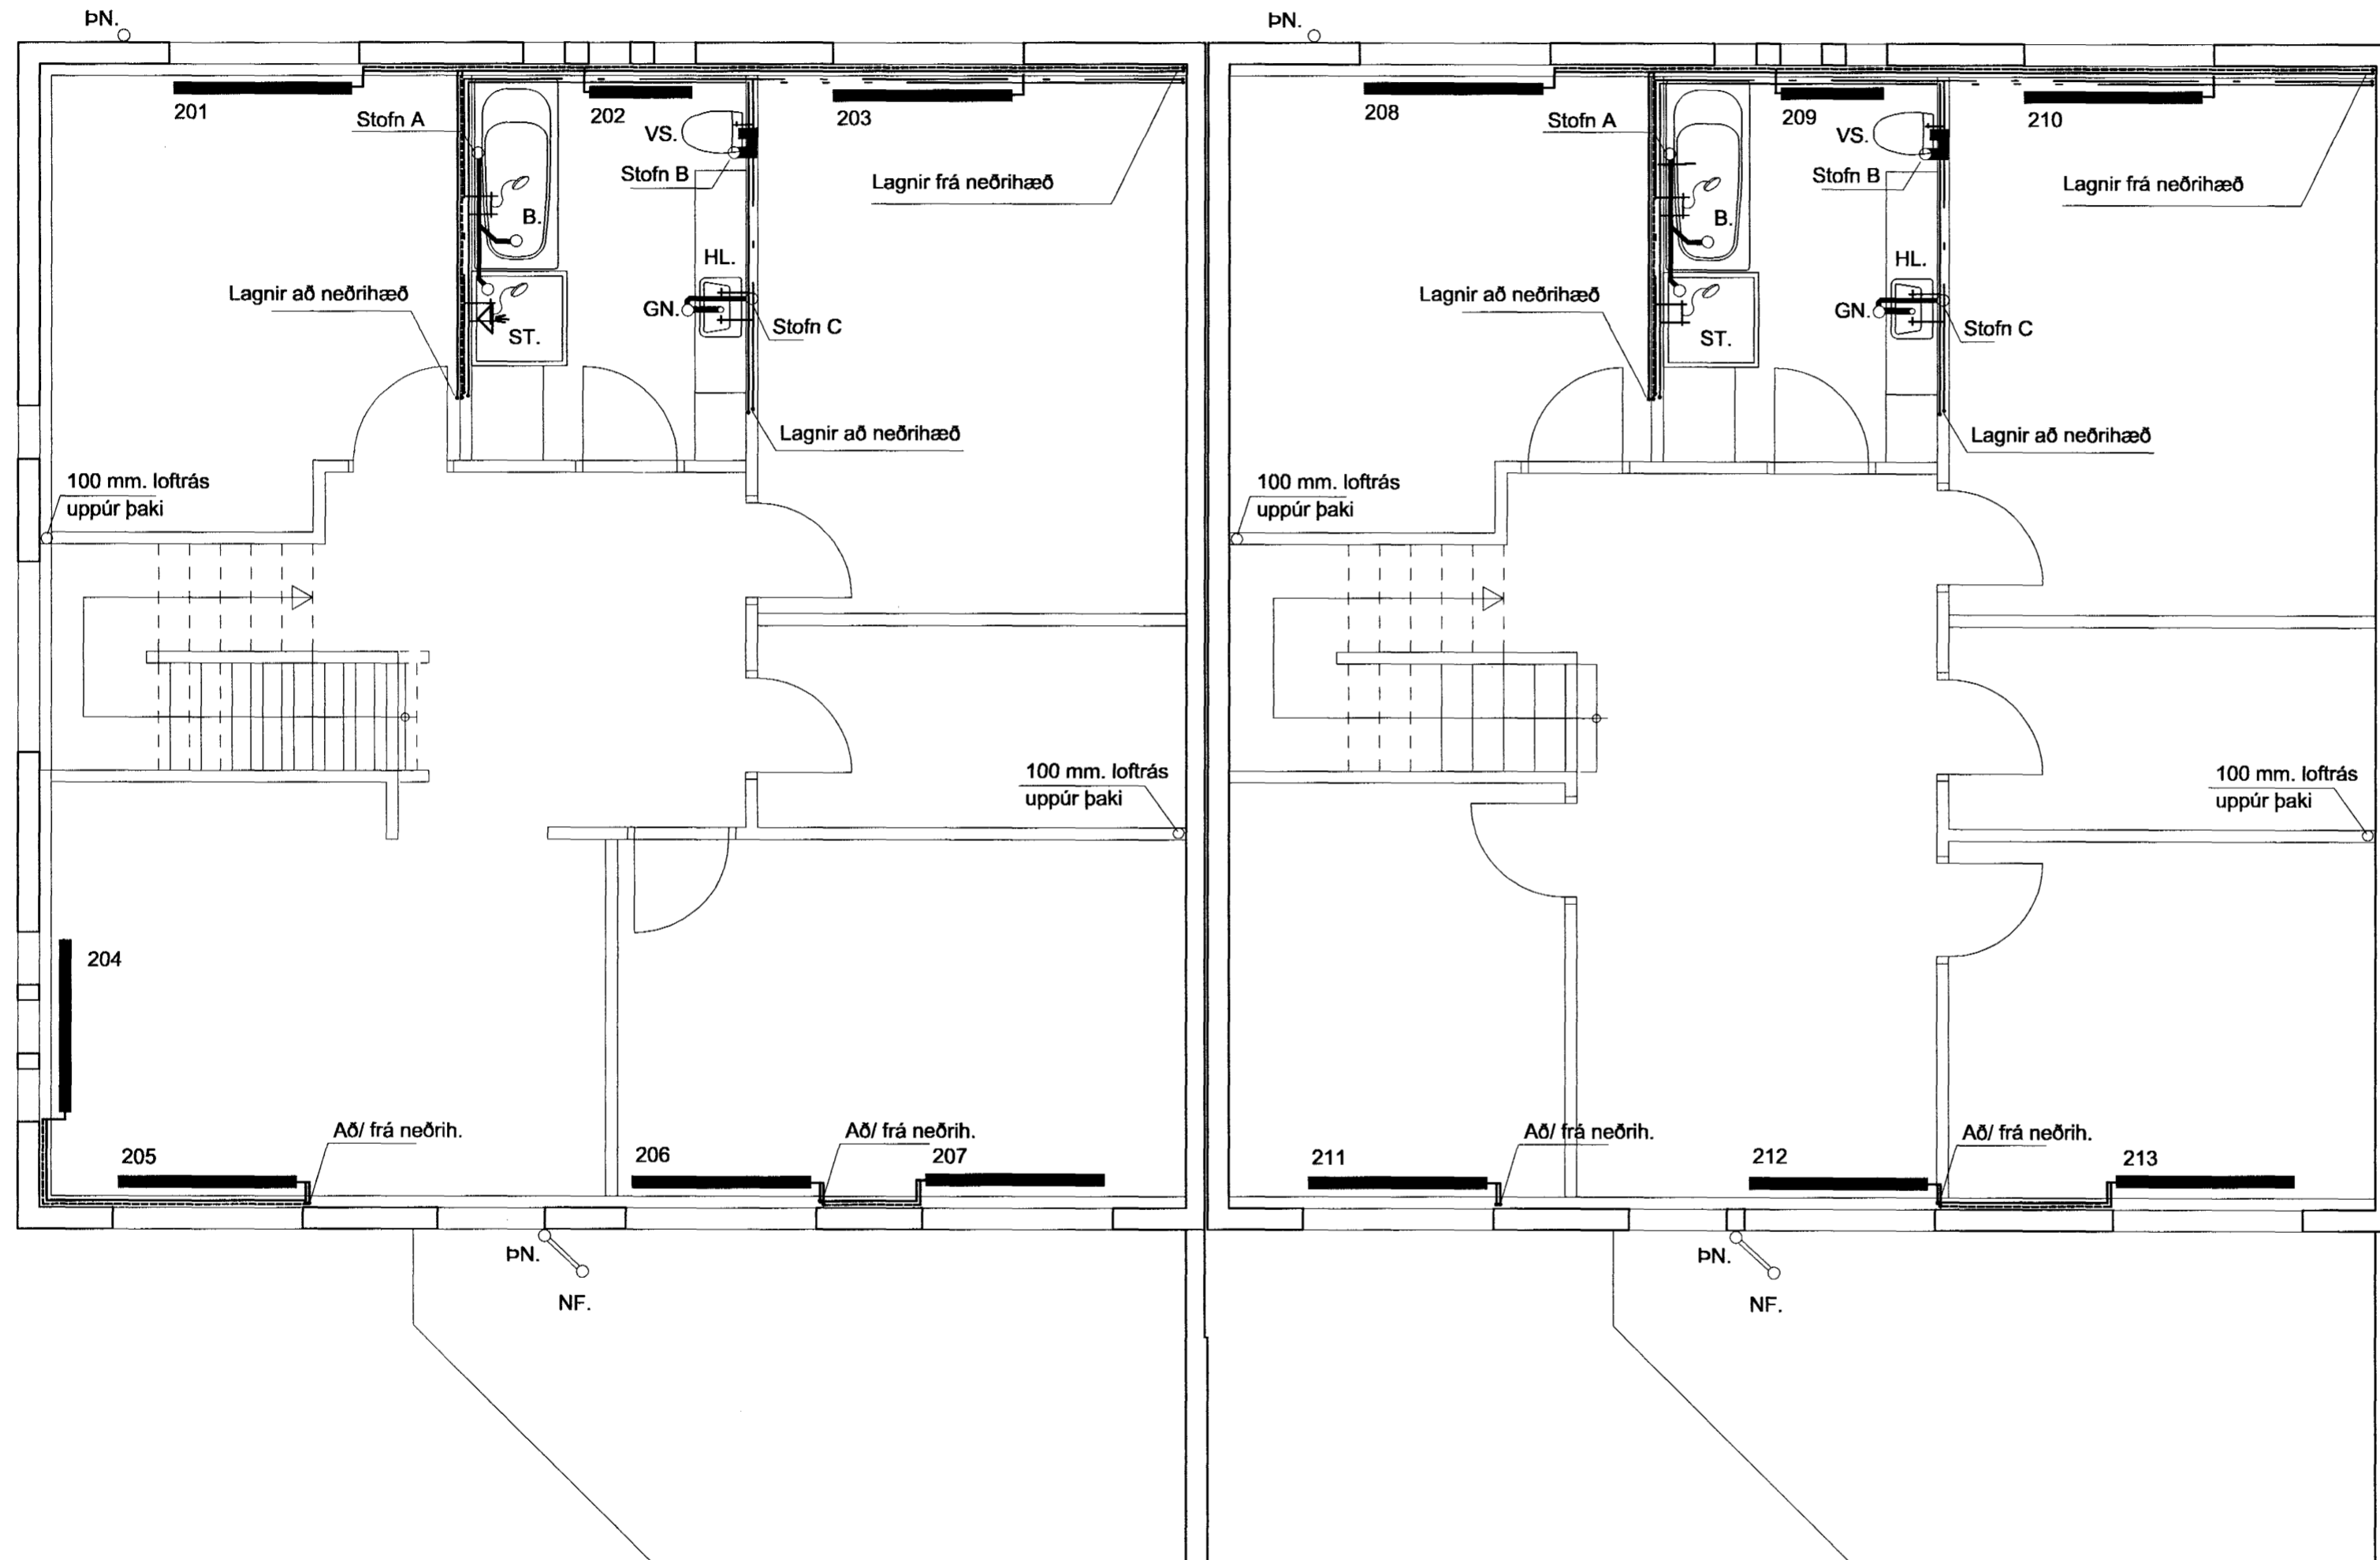 ÞN.
201
Stofn A
202
VS.
203
Stofn B
Lagnir frá neðrihæð
B.
HL.
Lagnir að neðrihæð
GN.
ST.
Stofn C
Lagnir að neðrihæð
100 mm. loftrás
uppúr þaki
100 mm. loftrás
uppúr þaki
204
Að/ frá neðrih.
Að/ frá neðrih.
205
206
207
ÞN.
NF.
ÞN.
208
Stofn A
209
VS.
210
Stofn B
Lagnir frá neðrihæð
B.
HL.
Lagnir að neðrihæð
GN.
ST.
Stofn C
Lagnir að neðrihæð
100 mm. loftrás
uppúr þaki
100 mm. loftrás
uppúr þaki
Að/ frá neðrih.
Að/ frá neðrih.
211
212
213
ÞN.
NF.